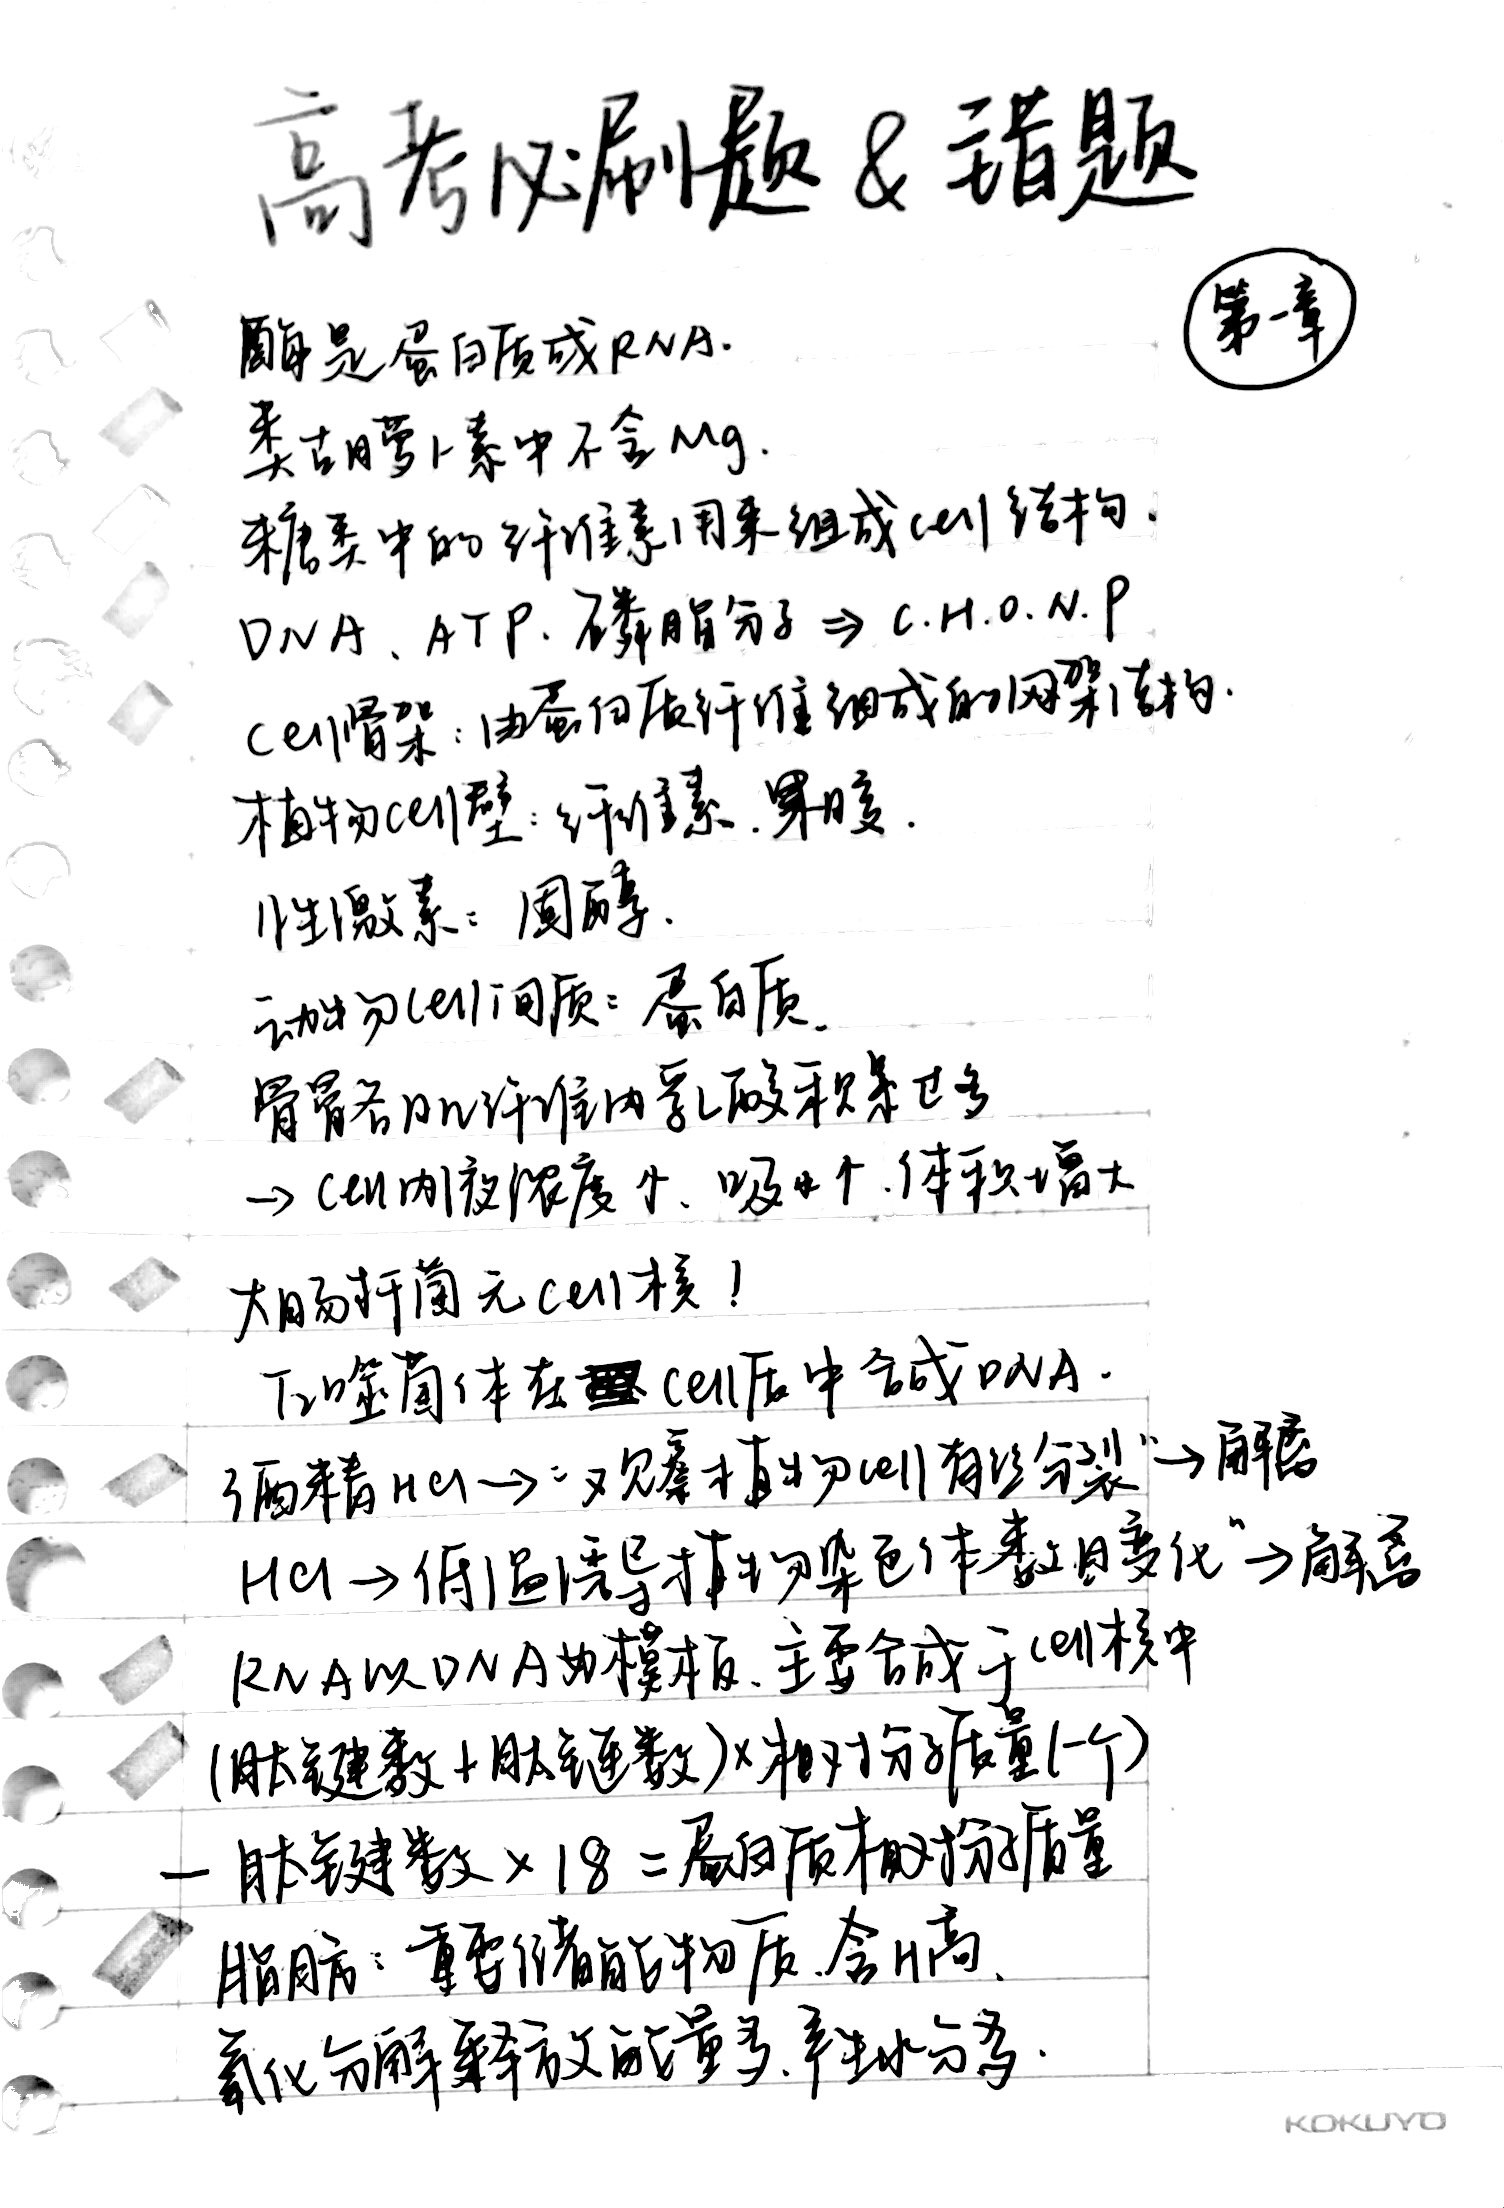 高考必刷题 & 错题
第一章
酶是蛋白质或RNA.
类胡萝卜素中不含Mg.
糖类中的纤维素用来组成cell结构.
DNA、ATP、磷脂分子 ⇒ C.H.O.N.P
cell骨架:由蛋白质纤维组成的网架结构.
植物cell壁:纤维素、果胶.
性激素:固醇.
动物cell间质:蛋白质.
骨骼肌纤维内乳酸积累过多
→ cell内液浓度↑、吸水↑、体积增大
大肠杆菌无cell核!
T₂噬菌体在 cell质中合成DNA.
酒精HCl→"观察植物cell有丝分裂"→解离
HCl→低温诱导植物染色体数目变化"→解离
RNA以DNA为模板、主要合成于cell核中
(肽键数+肽链数)×相对分子质量(一个)
-肽键数×18=蛋白质相对分子质量
脂肪:重要储能物质、含H高、
氧化分解释放能量多、产生水分多.
KOKUYO